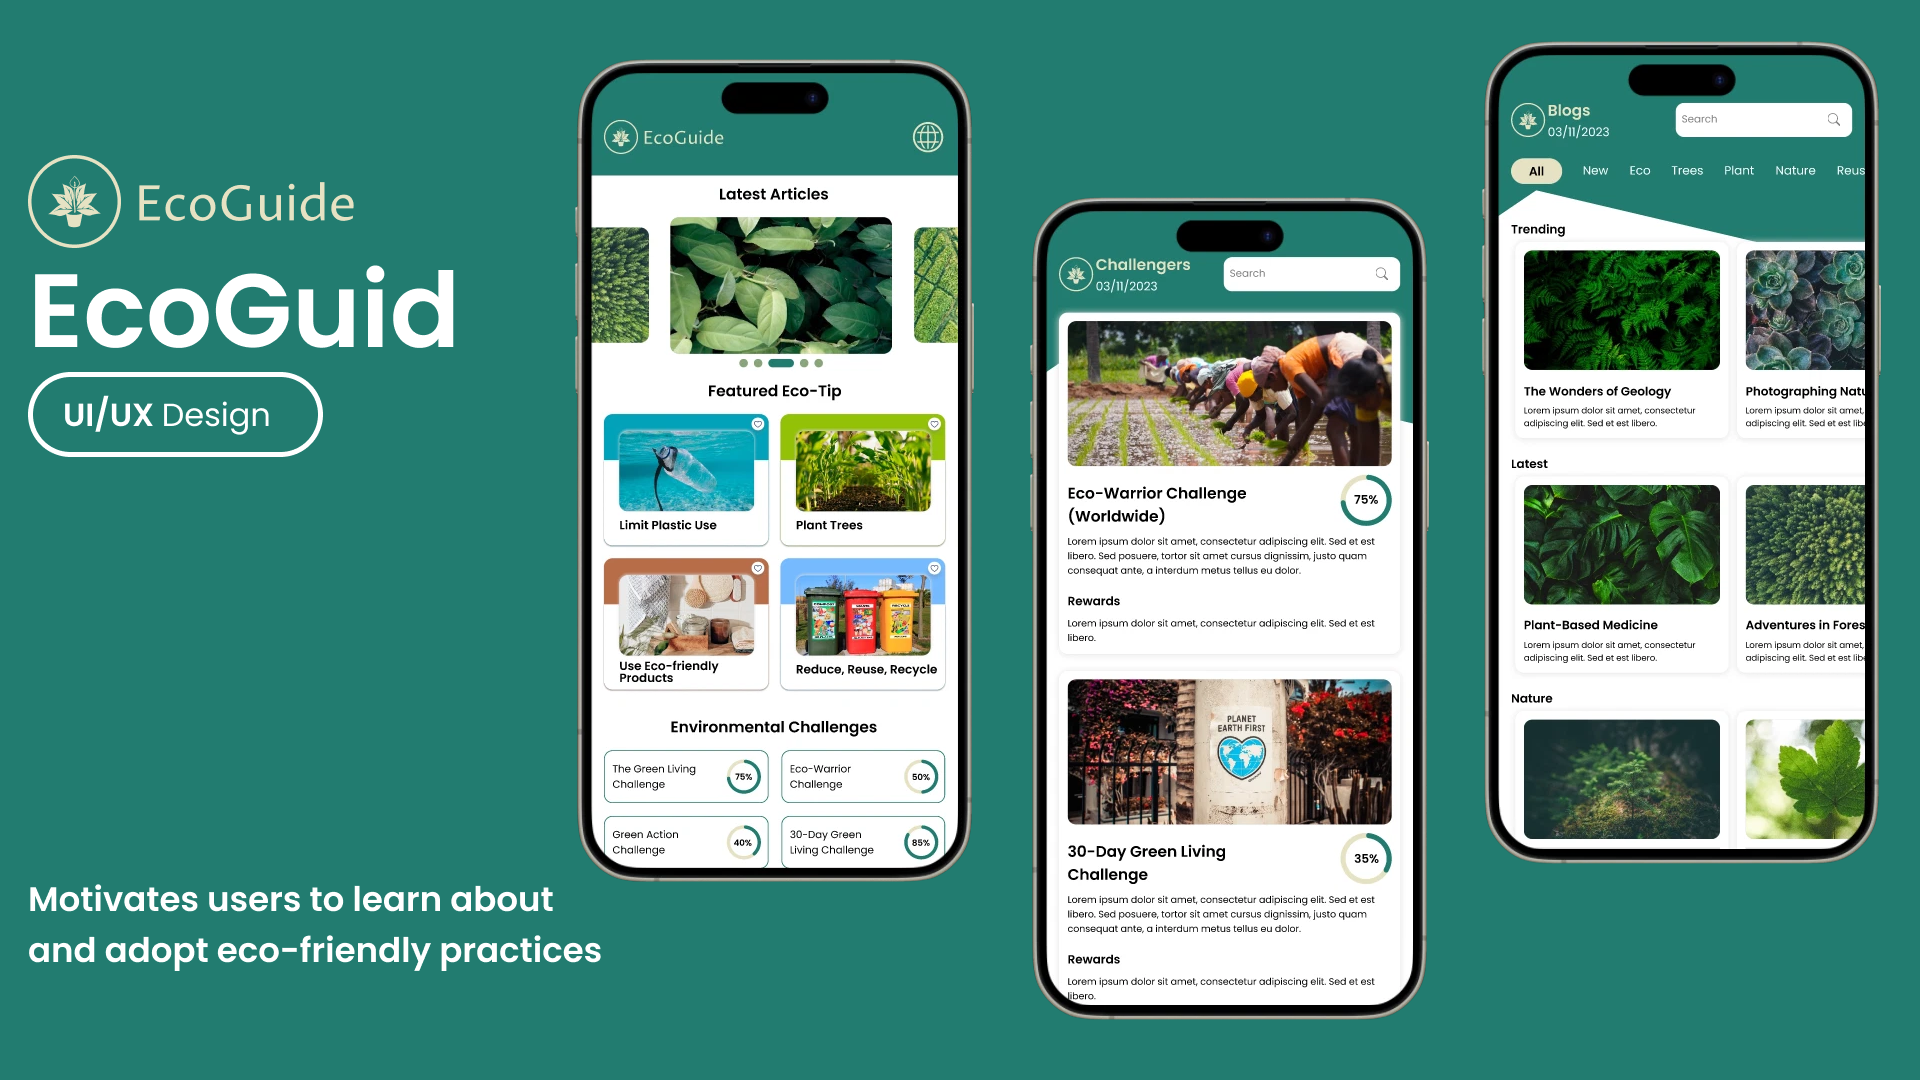 EcoGuide
EcoGuid
UI/UX Design
Motivates users to learn about
and adopt eco-friendly practices
EcoGuide
Latest Articles
Featured Eco-Tip
Limit Plastic Use
Plant Trees
Use Eco-friendly
Products
Reduce, Reuse, Recycle
Environmental Challenges
The Green Living
Challenge
75%
Eco-Warrior
Challenge
50%
Green Action
Challenge
40%
30-Day Green
Living Challenge
85%
Challengers
03/11/2023
Search
Eco-Warrior Challenge
(Worldwide)
75%
Lorem ipsum dolor sit amet, consectetur adipiscing elit. Sed et est
libero. Sed posuere, tortor sit amet cursus dignissim, justo quam
consequat ante, a interdum metus tellus eu dolor.
Rewards
Lorem ipsum dolor sit amet, consectetur adipiscing elit. Sed et est
libero.
PLANET
EARTH FIRST
30-Day Green Living
Challenge
35%
Lorem ipsum dolor sit amet, consectetur adipiscing elit. Sed et est
libero. Sed posuere, tortor sit amet cursus dignissim, justo quam
consequat ante, a interdum metus tellus eu dolor.
Rewards
Lorem ipsum dolor sit amet, consectetur adipiscing elit. Sed et est
libero.
Blogs
03/11/2023
Search
All New Eco Trees Plant Nature Reus
Trending
The Wonders of Geology
Lorem ipsum dolor sit amet, consectetur
adipiscing elit. Sed et est libero.
Photographing Natu
Lorem ipsum dolor sit amet,
adipiscing elit. Sed et est lib
Latest
Plant-Based Medicine
Lorem ipsum dolor sit amet, consectetur
adipiscing elit. Sed et est libero.
Adventures in Fores
Lorem ipsum dolor sit amet,
adipiscing elit. Sed et est lib
Nature